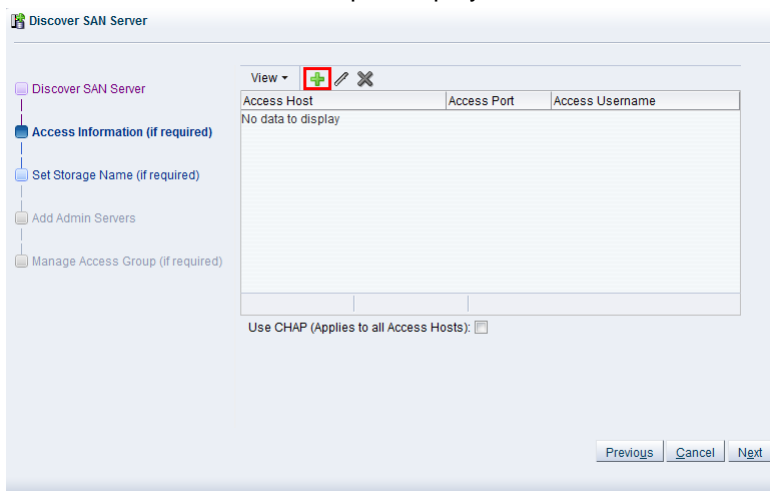 Discover SAN Server
View
Discover SAN Server
Access Host Access Port Access Username
No data to display
Access Information (if required)
Set Storage Name (if required)
Add Admin Servers
Manage Access Group (if required)
Use CHAP (Applies to all Access Hosts):
Previous Cancel Next